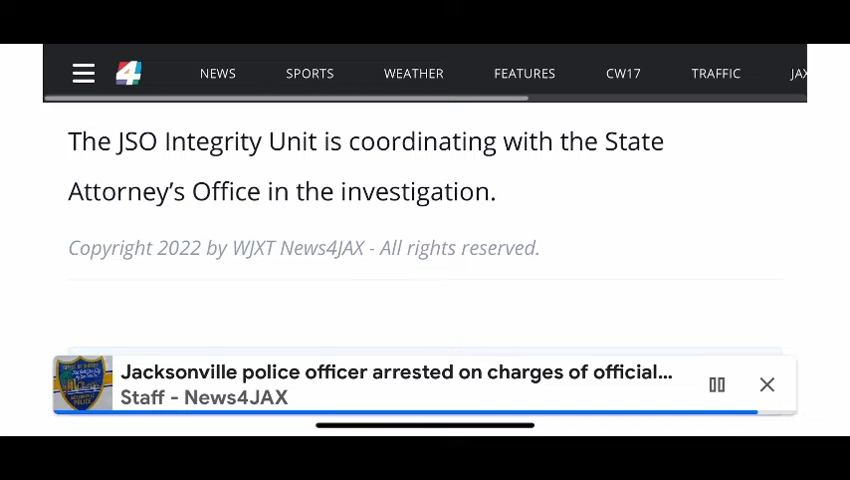 4 NEWS SPORTS WEATHER FEATURES CW17 TRAFFIC JAX
The JSO Integrity Unit is coordinating with the State
Attorney’s Office in the investigation.
Copyright 2022 by WJXT News4JAX - All rights reserved.
Jacksonville police officer arrested on charges of official...
Staff - News4JAX